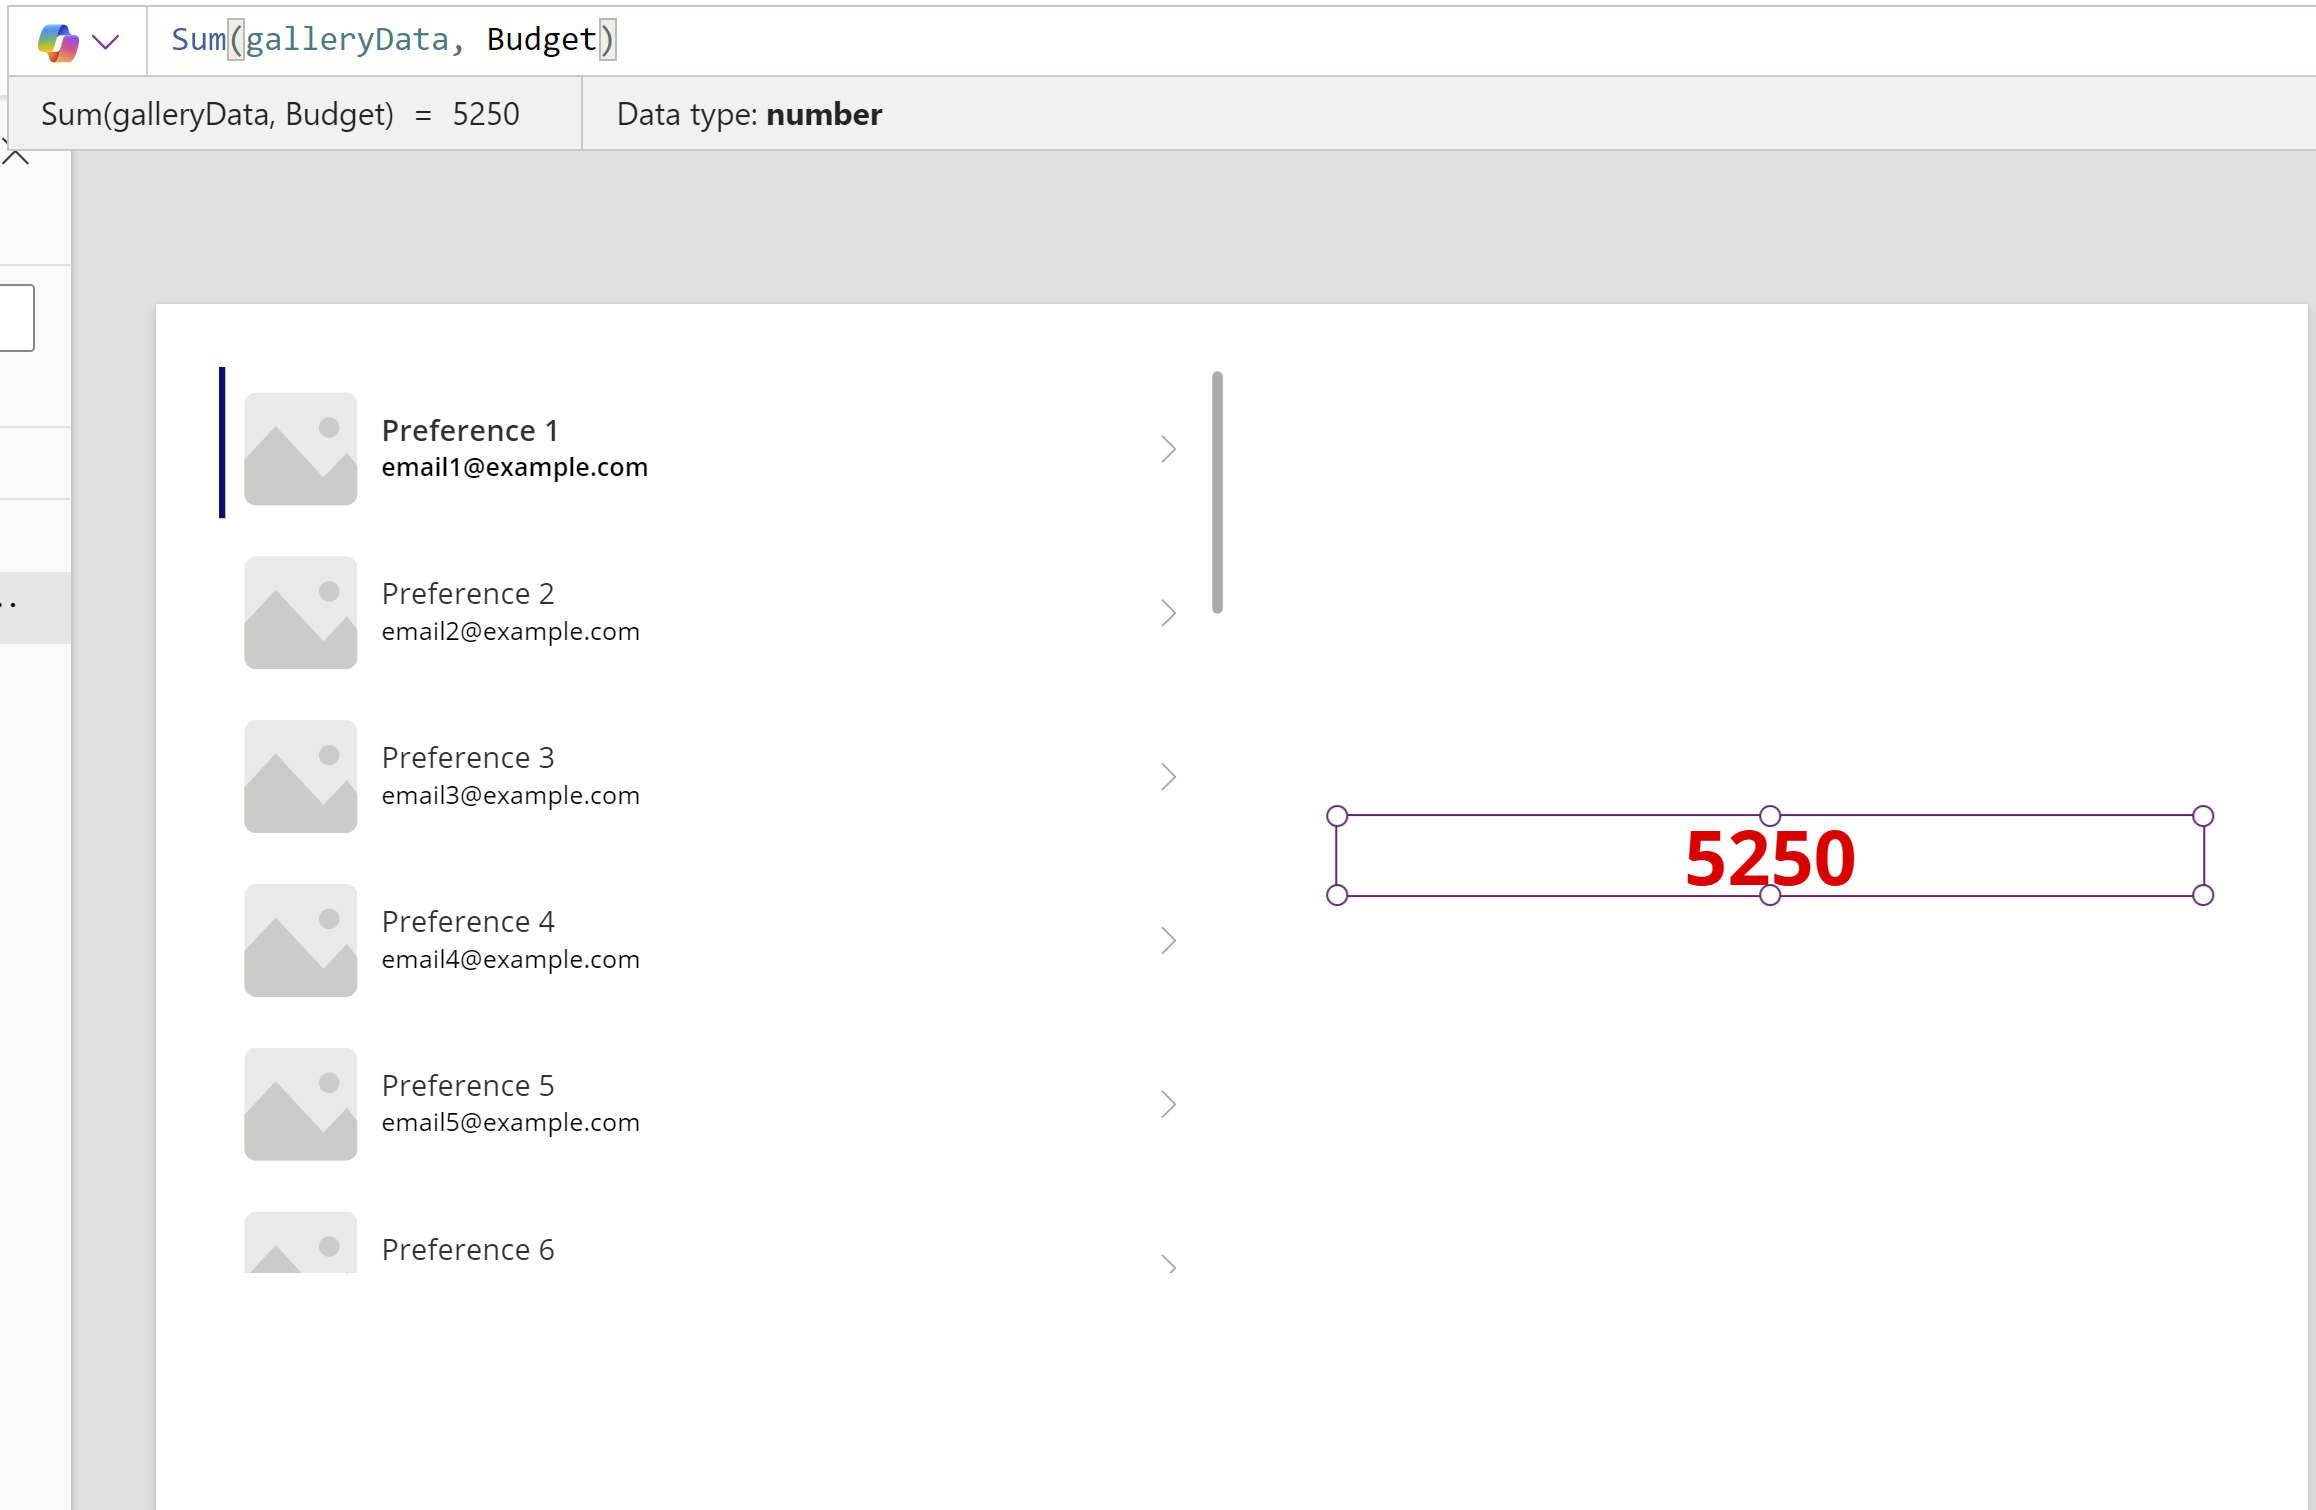 Sum(galleryData, Budget)
Sum(galleryData, Budget) = 5250
Data type: number
Preference 1
email1@example.com
Preference 2
email2@example.com
Preference 3
email3@example.com
Preference 4
email4@example.com
Preference 5
email5@example.com
Preference 6
5250